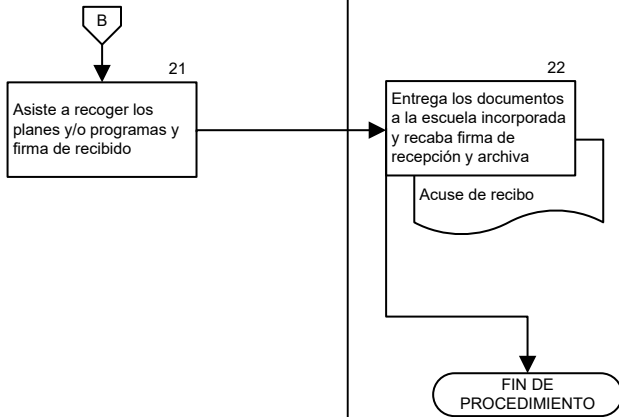 B
21
Asiste a recoger los
planes y/o programas y
firma de recibido
22
Entrega los documentos
a la escuela incorporada
y recaba firma de
recepción y archiva
Acuse de recibo
FIN DE
PROCEDIMIENTO